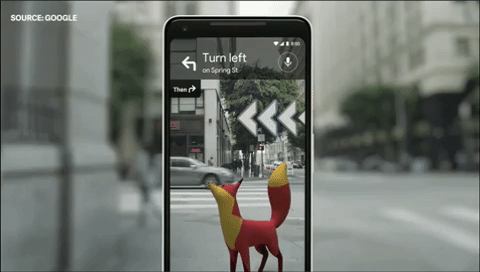 SOURCE: GOOGLE
Turn left
on Spring St
Then